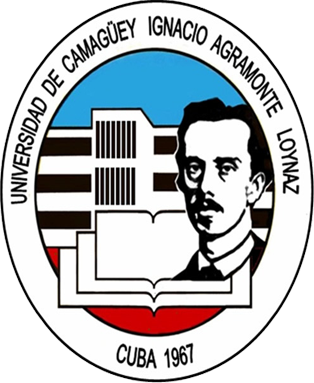 UNIVERSIDAD DE CAMAGÜEY IGNACIO AGRAMONTE LOYNAZ
CUBA 1967